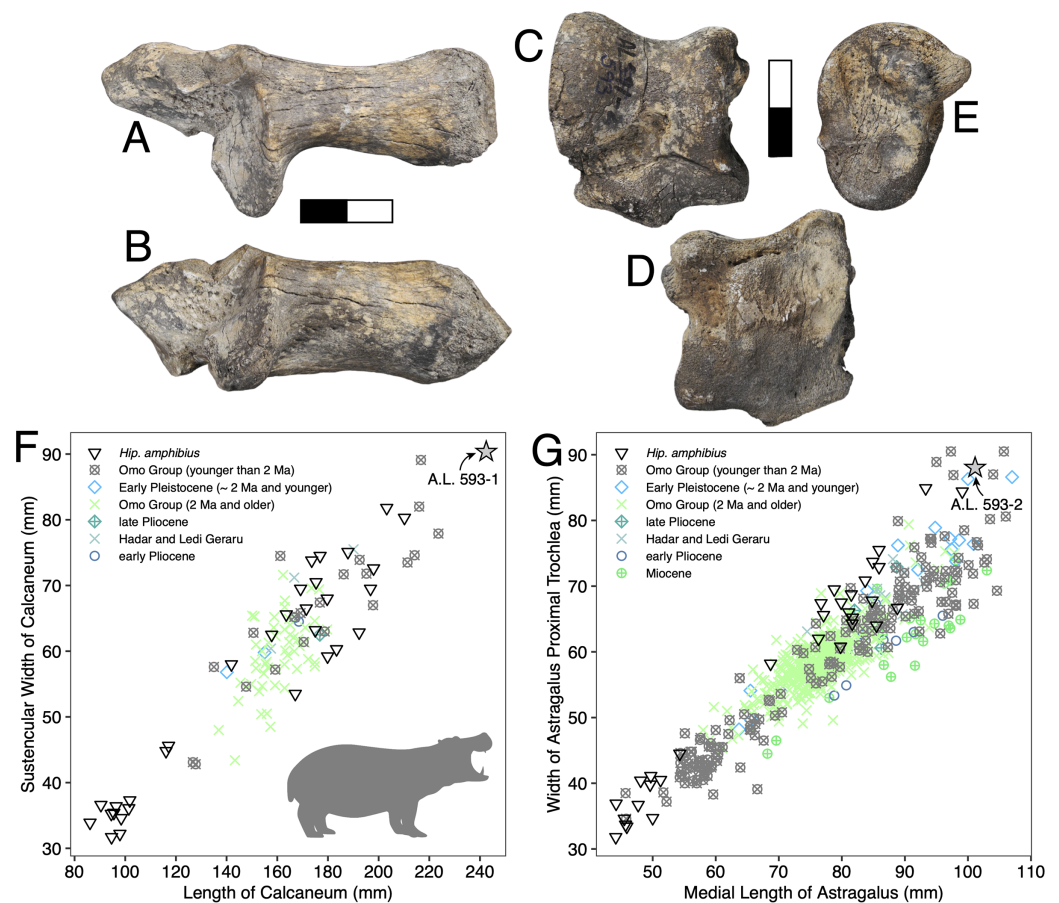 A
B
C
AL 591-
593
E
D
F
Sustencular Width of Calcaneum (mm)
90
80
70
60
50
40
30
Hip. amphibius
Omo Group (younger than 2 Ma)
Early Pleistocene (~ 2 Ma and younger)
Omo Group (2 Ma and older)
late Pliocene
Hadar and Ledi Geraru
early Pliocene
A.L. 593-1
80
100
120
140
160
180
200
220
240
Length of Calcaneum (mm)
G
Width of Astragalus Proximal Trochlea (mm)
90
80
70
60
50
40
30
Hip. amphibius
Omo Group (younger than 2 Ma)
Early Pleistocene (~ 2 Ma and younger)
Omo Group (2 Ma and older)
late Pliocene
Hadar and Ledi Geraru
early Pliocene
Miocene
A.L. 593-2
50
60
70
80
90
100
110
Medial Length of Astragalus (mm)